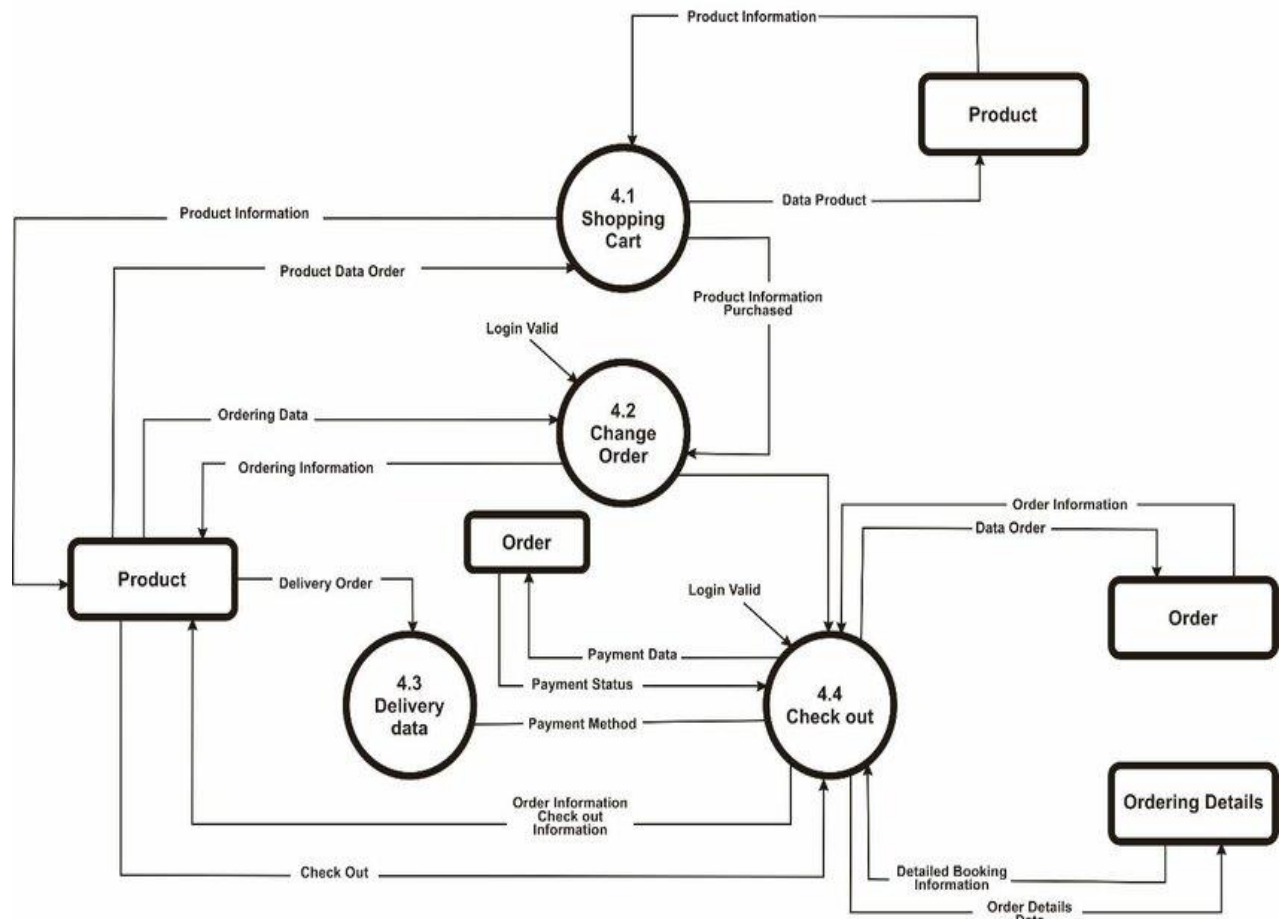 Product Information
Product
4.1
Shopping
Cart
Product Information
Data Product
Product Data Order
Product Information
Purchased
Login Valid
4.2
Change
Order
Ordering Data
Ordering Information
Order Information
Data Order
Order
Product
Delivery Order
Login Valid
Order
Payment Data
4.3
Delivery
data
Payment Status
4.4
Check out
Payment Method
Order Information
Check out
Information
Ordering Details
Check Out
Detailed Booking
Information
Order Details